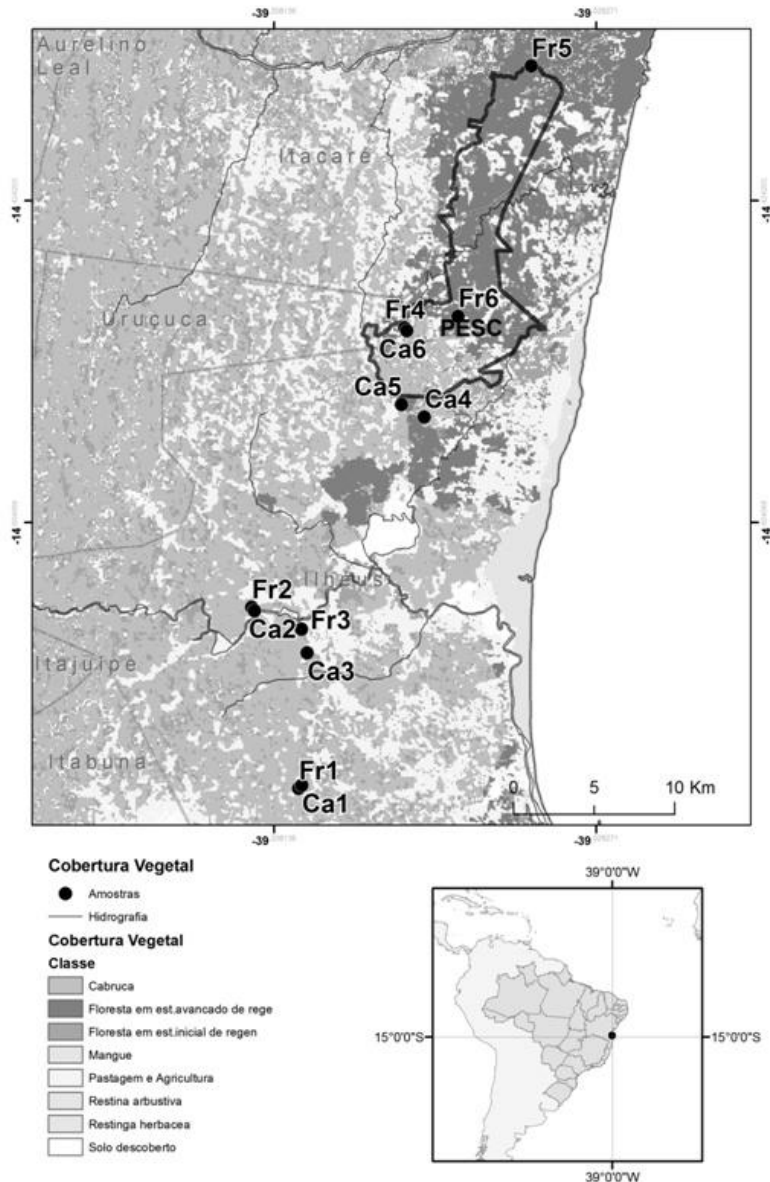 -39
-39
Aurelino
Leal
Fr5
Itacaré
-14
-14
Urucuca
Fr4
Fr6
PESC
Ca6
Ca5
Ca4
-14
-14
Ilhéus
Fr2
Ca2
Fr3
Itajuipe
Ca3
Itabuna
Fr1
Ca1
0 5 10 Km
-39
-39
Cobertura Vegetal
Amostras
Hidrografia
Cobertura Vegetal
Classe
Cabruca
Floresta em est.avancado de rege
Floresta em est.inicial de regen
Mangue
Pastagem e Agricultura
Restina arbustiva
Restinga herbacea
Solo descoberto
39°0'0"W
15°0'0"S
15°0'0"S
39°0'0"W